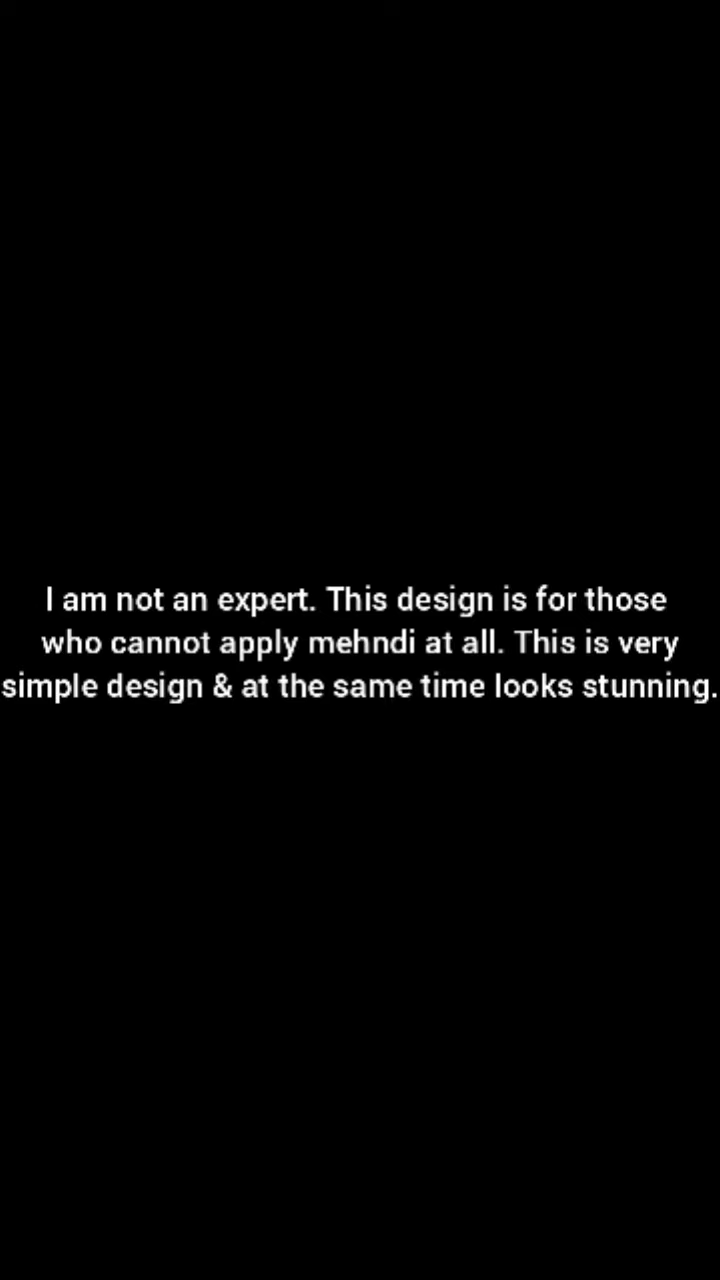 I am not an expert. This design is for those
who cannot apply mehndi at all. This is very
simple design & at the same time looks stunning.